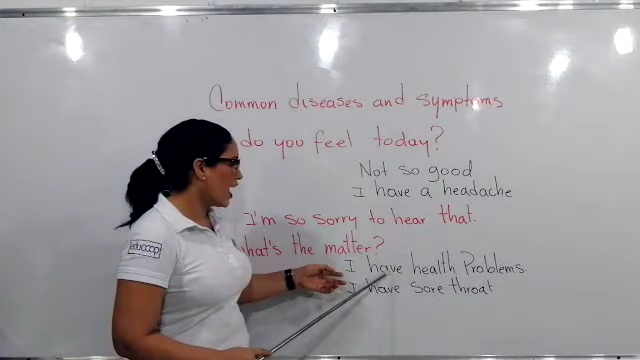 Common diseases and symptoms
do you feel today?
Not so good
I have a headache
I'm so sorry to hear that.
hat's the matter?
I have health Problems.
I have sore throat
educoop